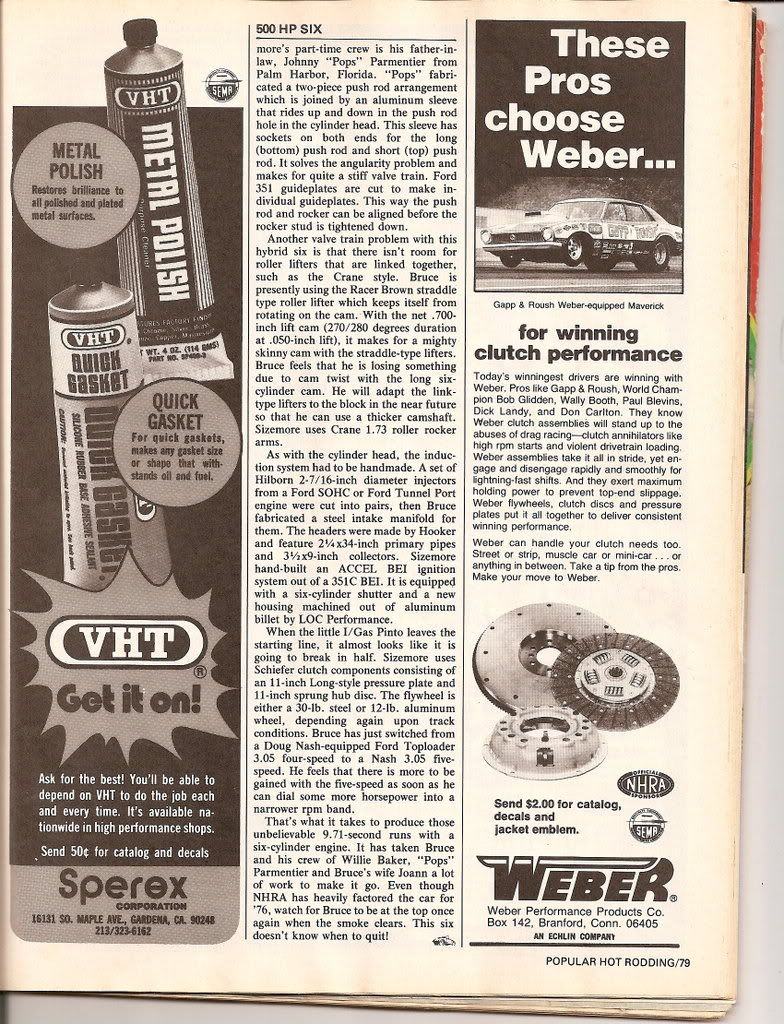 VHT
METAL POLISH
SEMA
METAL
POLISH
Restores brilliance to
all polished and plated
metal surfaces.
VHT
QUICK
GASKET
SILICONE RUBBER BASE ADHESIVE SEALANT
QUICK
GASKET
For quick gaskets,
makes any gasket size
or shape that with-
stands oil and fuel.
VHT®
Get it on!
Ask for the best! You'll be able to
depend on VHT to do the job each
and every time. It's available na-
tionwide in high performance shops.
Send 50¢ for catalog and decals
Sperex
CORPORATION
16131 SO. MAPLE AVE., GARDENA, CA. 90248
213/323-6162
500 HP SIX
more's part-time crew is his father-in-
law, Johnny "Pops" Parmentier from
Palm Harbor, Florida. "Pops" fabri-
cated a two-piece push rod arrangement
which is joined by an aluminum sleeve
that rides up and down in the push rod
hole in the cylinder head. This sleeve has
sockets on both ends for the long
(bottom) push rod and short (top) push
rod. It solves the angularity problem and
makes for quite a stiff valve train. Ford
351 guideplates are cut to make in-
dividual guideplates. This way the push
rod and rocker can be aligned before the
rocker stud is tightened down.
Another valve train problem with this
hybrid six is that there isn't room for
roller lifters that are linked together,
such as the Crane style. Bruce is
presently using the Racer Brown straddle
type roller lifter which keeps itself from
rotating on the cam. With the net .700-
inch lift cam (270/280 degrees duration
at .050-inch lift), it makes for a mighty
skinny cam with the straddle-type lifters.
Bruce feels that he is losing something
due to cam twist with the long six-
cylinder cam. He will adapt the link-
type lifters to the block in the near future
so that he can use a thicker camshaft.
Sizemore uses Crane 1.73 roller rocker
arms.
As with the cylinder head, the induc-
tion system had to be handmade. A set of
Hilborn 2-7/16-inch diameter injectors
from a Ford SOHC or Ford Tunnel Port
engine were cut into pairs, then Bruce
fabricated a steel intake manifold for
them. The headers were made by Hooker
and feature 2¼x34-inch primary pipes
and 3½x9-inch collectors. Sizemore
hand-built an ACCEL BEI ignition
system out of a 351C BEI. It is equipped
with a six-cylinder shutter and a new
housing machined out of aluminum
billet by LOC Performance.
When the little I/Gas Pinto leaves the
starting line, it almost looks like it is
going to break in half. Sizemore uses
Schiefer clutch components consisting of
an 11-inch Long-style pressure plate and
11-inch sprung hub disc. The flywheel is
either a 30-lb. steel or 12-lb. aluminum
wheel, depending again upon track
conditions. Bruce has just switched from
a Doug Nash-equipped Ford Toploader
3.05 four-speed to a Nash 3.05 five-
speed. He feels that there is more to be
gained with the five-speed as soon as he
can dial some more horsepower into a
narrower rpm band.
That's what it takes to produce those
unbelievable 9.71-second runs with a
six-cylinder engine. It has taken Bruce
and his crew of Willie Baker, "Pops"
Parmentier and Bruce's wife Joann a lot
of work to make it go. Even though
NHRA has heavily factored the car for
'76, watch for Bruce to be at the top once
again when the smoke clears. This six
doesn't know when to quit!
These
Pros
choose
Weber...
Gapp & Roush Weber-equipped Maverick
for winning
clutch performance
Today's winningest drivers are winning with
Weber. Pros like Gapp & Roush, World Cham-
pion Bob Glidden, Wally Booth, Paul Blevins,
Dick Landy, and Don Carlton. They know
Weber clutch assemblies will stand up to the
abuses of drag racing—clutch annihilators like
high rpm starts and violent drivetrain loading.
Weber assemblies take it all in stride, yet en-
gage and disengage rapidly and smoothly for
lightning-fast shifts. And they exert maximum
holding power to prevent top-end slippage.
Weber flywheels, clutch discs and pressure
plates put it all together to deliver consistent
winning performance.
Weber can handle your clutch needs too.
Street or strip, muscle car or mini-car . . . or
anything in between. Take a tip from the pros.
Make your move to Weber.
OFFICIAL
NHRA
SPONSOR
Send $2.00 for catalog,
decals and
jacket emblem.
SEMA
WEBER®
Weber Performance Products Co.
Box 142, Branford, Conn. 06405
AN ECHLIN COMPANY
POPULAR HOT RODDING/79